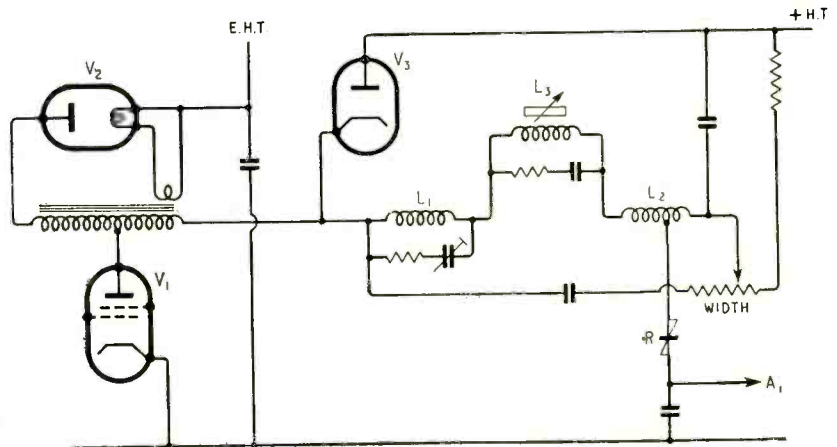 E.H.T.
+ H.T
V2
V3
L3
L1
L2
V1
WIDTH
R
A1